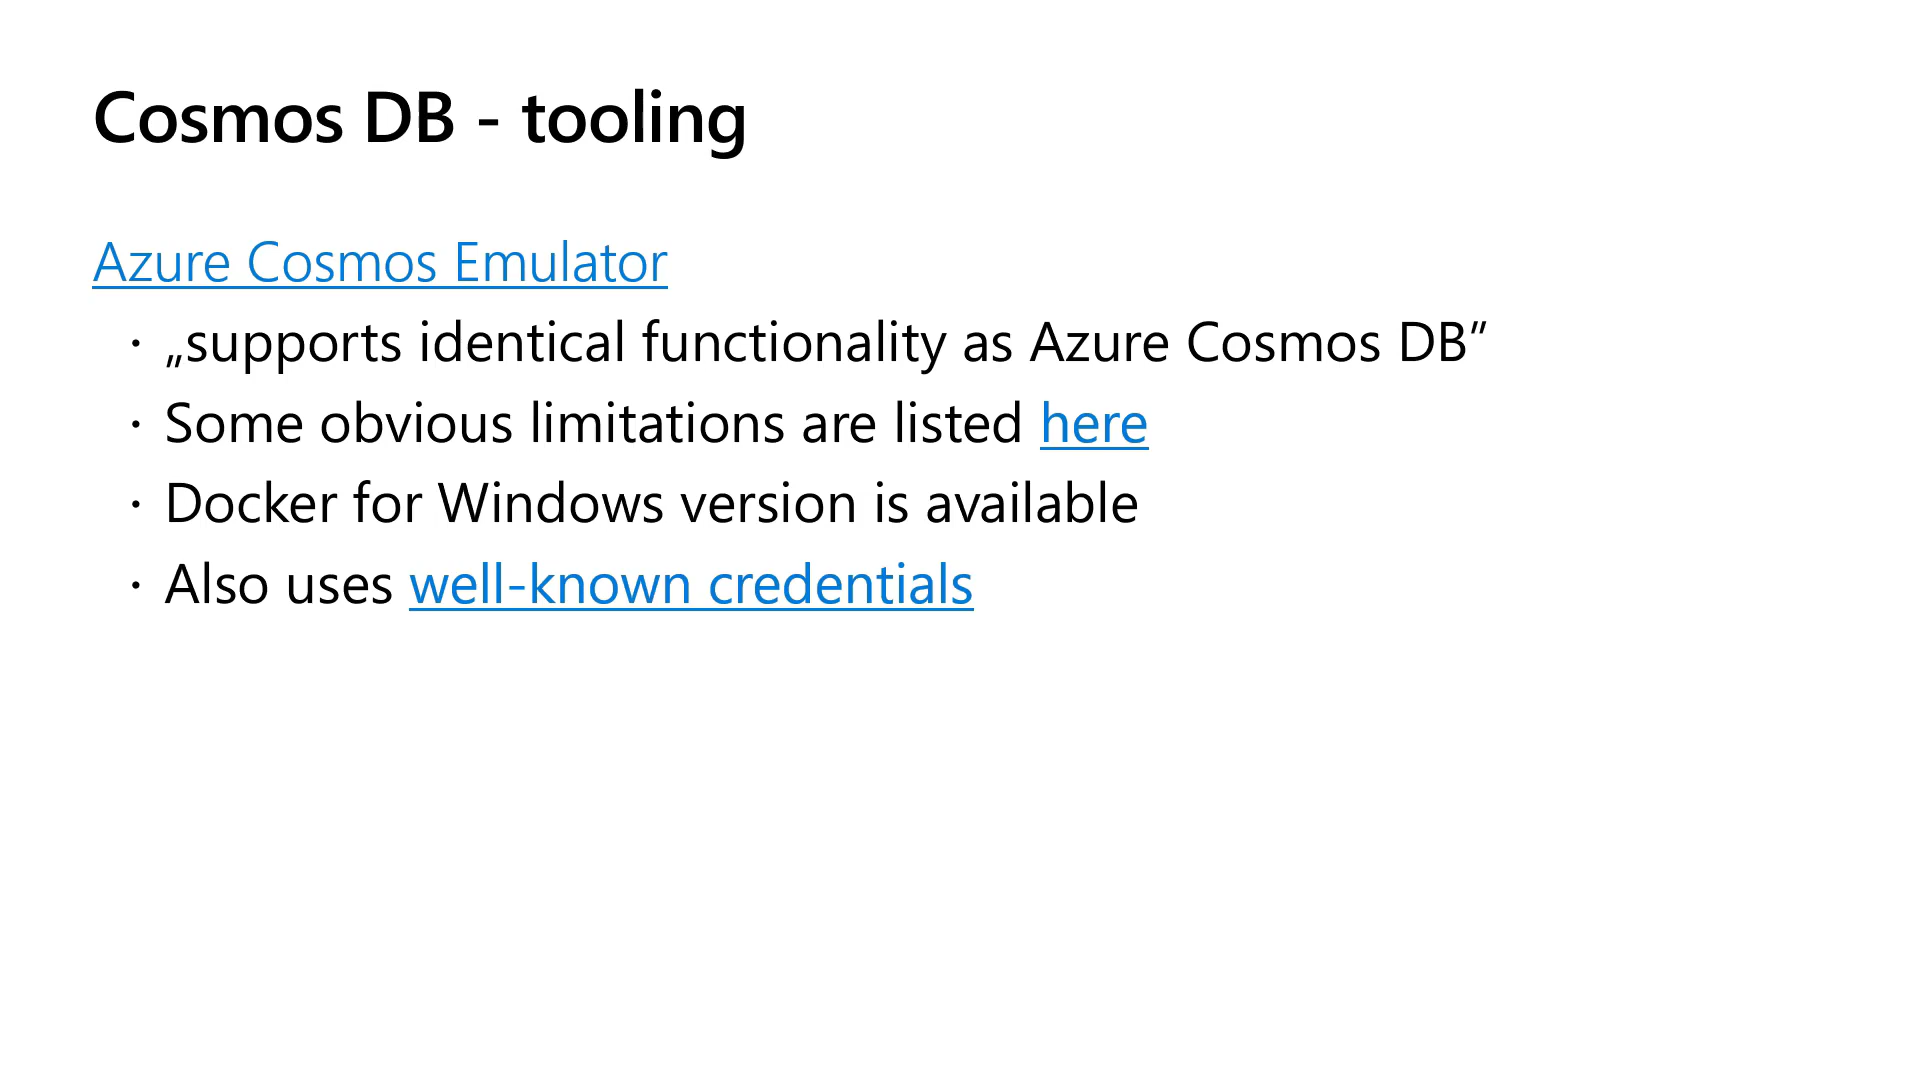 Cosmos DB - tooling
Azure Cosmos Emulator
· „supports identical functionality as Azure Cosmos DB”
· Some obvious limitations are listed here
· Docker for Windows version is available
· Also uses well-known credentials